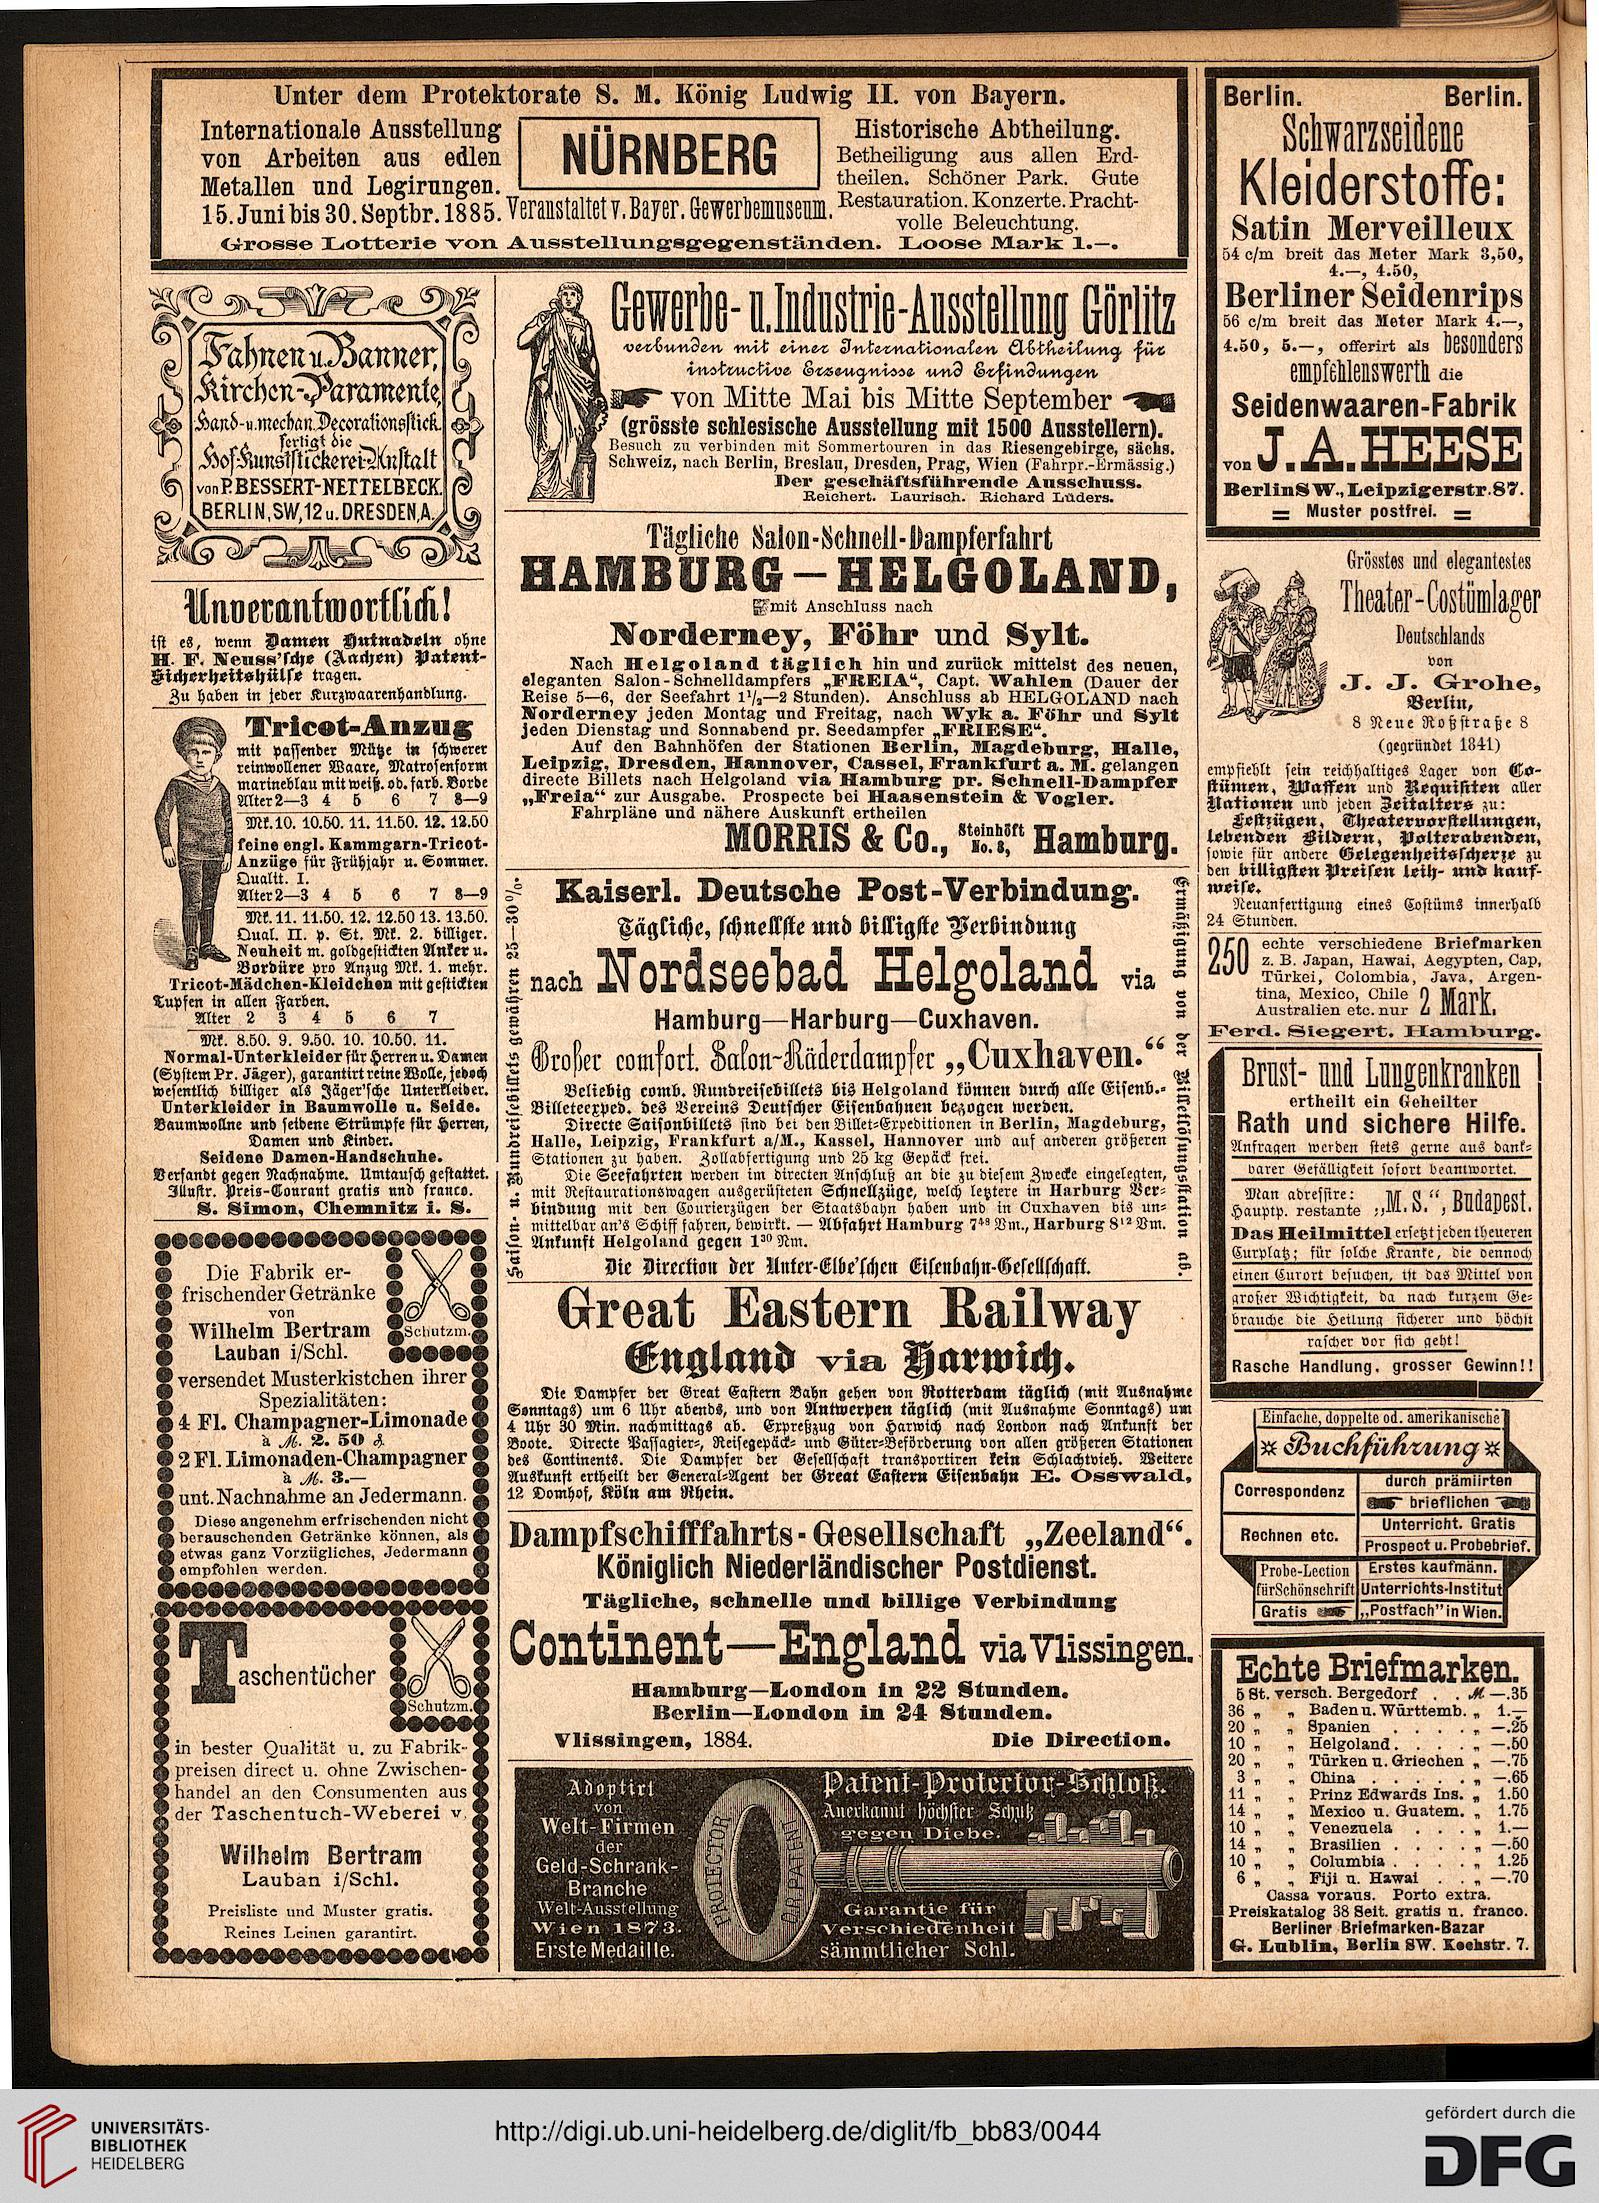 Unter dem Protektorate S. M. König Ludwig II. von Bayern.
Internationale Ausstellung
von Arbeiten aus edlen
Metallen und Legirungen.
15. Juni bis 30. Septbr. 1885.
NÜRNBERG
Veranstaltet v. Bayer. Gewerbemuseum.
Historische Abtheilung.
Betheiligung aus allen Erd-
theilen. Schöner Park. Gute
Restauration. Konzerte. Pracht-
volle Beleuchtung.
Grosse Lotterie von Ausstellungsgegenständen. Loose Mark 1.—.
Fahnen u. Banner,
Kirchen-Paramente,
Hand- u. mechan. Decorationsstick.
fertigt die
Hof-Kunststickerei-Anstalt
von P. BESSERT-NETTELBECK.
BERLIN, SW, 12 u. DRESDEN, A.
Unverantwortlich!
ist es, wenn Damen Hutnadeln ohne
H. F. Neuss'sche (Aachen) Patent-
Sicherheitshülse tragen.
Zu haben in jeder Kurzwaarenhandlung.
Tricot-Anzug
mit passender Mütze in schwerer
reinwollener Waare, Matrosenform
marineblau mit weiß. od. farb. Borde
Alter 2—3 4 5 6 7 8—9
Mk. 10. 10.50. 11. 11.50. 12. 12.50
feine engl. Kammgarn-Tricot-
Anzüge für Frühjahr u. Sommer.
Qualit. I.
Alter 2—3 4 5 6 7 8—9
Mk. 11. 11.50. 12. 12.50 13. 13.50.
Qual. II. p. St. Mk. 2. billiger.
Neuheit m. goldgestickten Anker u.
Bordüre pro Anzug Mk. 1. mehr.
Tricot-Mädchen-Kleidchen mit gestickten
Tupfen in allen Farben.
Alter 2 3 4 5 6 7
Mk. 8.50. 9. 9.50. 10. 10.50. 11.
Normal-Unterkleider für Herren u. Damen
(System Pr. Jäger), garantirt reine Wolle, jedoch
wesentlich billiger als Jäger'sche Unterkleider.
Unterkleider in Baumwolle u. Seide.
Baumwollne und seidene Strümpfe für Herren,
Damen und Kinder.
Seidene Damen-Handschuhe.
Versandt gegen Nachnahme. Umtausch gestattet.
Illustr. Preis-Courant gratis und franco.
S. Simon, Chemnitz i. S.
Die Fabrik er-
frischender Getränke
von
Wilhelm Bertram
Lauban i/Schl.
Schutzm.
versendet Musterkistchen ihrer
Spezialitäten:
4 Fl. Champagner-Limonade
à M. 2. 50 ₰
2 Fl. Limonaden-Champagner
à M. 3.—
unt. Nachnahme an Jedermann.
Diese angenehm erfrischenden nicht
berauschenden Getränke können, als
etwas ganz Vorzügliches, Jedermann
empfohlen werden.
Taschentücher
Schutzm.
in bester Qualität u. zu Fabrik-
preisen direct u. ohne Zwischen-
handel an den Consumenten aus
der Taschentuch-Weberei v.
Wilhelm Bertram
Lauban i/Schl.
Preisliste und Muster gratis.
Reines Leinen garantirt.
Gewerbe- u. Industrie-Ausstellung Görlitz
verbunden mit einer Internationalen Abtheilung für
instructive Erzeugnisse und Erfindungen
von Mitte Mai bis Mitte September
(grösste schlesische Ausstellung mit 1500 Ausstellern).
Besuch zu verbinden mit Sommertouren in das Riesengebirge, sächs.
Schweiz, nach Berlin, Breslau, Dresden, Prag, Wien (Fahrpr.-Ermässig.)
Der geschäftsführende Ausschuss.
Reichert. Laurisch. Richard Lüders.
Tägliche Salon-Schnell-Dampferfahrt
HAMBURG—HELGOLAND,
mit Anschluss nach
Norderney, Föhr und Sylt.
Nach Helgoland täglich hin und zurück mittelst des neuen,
eleganten Salon-Schnelldampfers „FREIA“, Capt. Wahlen (Dauer der
Reise 5—6, der Seefahrt 1½—2 Stunden). Anschluss ab HELGOLAND nach
Norderney jeden Montag und Freitag, nach Wyk a. Föhr und Sylt
jeden Dienstag und Sonnabend pr. Seedampfer „FRIESE“.
Auf den Bahnhöfen der Stationen Berlin, Magdeburg, Halle,
Leipzig, Dresden, Hannover, Cassel, Frankfurt a. M. gelangen
directe Billets nach Helgoland via Hamburg pr. Schnell-Dampfer
„Freia“ zur Ausgabe. Prospecte bei Haasenstein & Vogler.
Fahrpläne und nähere Auskunft ertheilen
MORRIS & Co., Steinhöft No. 8, Hamburg.
Saison- u. Rundreisebillets gewähren 25—30%.
Kaiserl. Deutsche Post-Verbindung.
Tägliche, schnellste und billigste Verbindung
nach Nordseebad Helgoland via
Hamburg—Harburg—Cuxhaven.
Großer comfort. Salon-Räderdampfer „Cuxhaven.“
Beliebig comb. Rundreisebillets bis Helgoland können durch alle Eisenb.-
Billeteexped. des Vereins Deutscher Eisenbahnen bezogen werden.
Directe Saisonbillets sind bei den Billet-Expeditionen in Berlin, Magdeburg,
Halle, Leipzig, Frankfurt a/M., Kassel, Hannover und auf anderen größeren
Stationen zu haben. Zollabfertigung und 25 kg Gepäck frei.
Die Seefahrten werden im directen Anschluß an die zu diesem Zwecke eingelegten,
mit Restaurationswagen ausgerüsteten Schnellzüge, welch letztere in Harburg Ver-
bindung mit den Courierzügen der Staatsbahn haben und in Cuxhaven bis un-
mittelbar an's Schiff fahren, bewirkt. — Abfahrt Hamburg 7⁴⁸ Vm., Harburg 8¹² Vm.
Ankunft Helgoland gegen 1³⁰ Nm.
Die Direction der Unter-Elbe'schen Eisenbahn-Gesellschaft.
Ermäßigung von der Billetlösungsstation ab.
Great Eastern Railway
England via Harwich.
Die Dampfer der Great Eastern Bahn gehen von Rotterdam täglich (mit Ausnahme
Sonntags) um 6 Uhr abends, und von Antwerpen täglich (mit Ausnahme Sonntags) um
4 Uhr 30 Min. nachmittags ab. Expreßzug von Harwich nach London nach Ankunft der
Boote. Directe Passagier-, Reisegepäck- und Güter-Beförderung von allen größeren Stationen
des Continents. Die Dampfer der Gesellschaft transportiren kein Schlachtvieh. Weitere
Auskunft ertheilt der General-Agent der Great Eastern Eisenbahn E. Osswald,
12 Domhof, Köln am Rhein.
Dampfschifffahrts-Gesellschaft „Zeeland“.
Königlich Niederländischer Postdienst.
Tägliche, schnelle und billige Verbindung
Continent—England via Vlissingen.
Hamburg—London in 22 Stunden.
Berlin—London in 24 Stunden.
Vlissingen, 1884. Die Direction.
Adoptirt
von
Welt-Firmen
der
Geld-Schrank-
Branche
Welt-Ausstellung
Wien 1873.
Erste Medaille.
PROTECTOR
D.R. PATENT
Patent-Protector-Schloß.
Anerkannt höchster Schutz
gegen Diebe.
Garantie für
Verschiedenheit
sämmtlicher Schl.
Berlin. Berlin.
Schwarzseidene
Kleiderstoffe:
Satin Merveilleux
54 c/m breit das Meter Mark 3,50,
4.—, 4.50,
Berliner Seidenrips
56 c/m breit das Meter Mark 4.—,
4.50, 5.—, offerirt als besonders
empfehlenswerth die
Seidenwaaren-Fabrik
von J. A. HEESE
Berlin SW., Leipzigerstr. 87.
Muster postfrei.
Grösstes und elegantestes
Theater-Costümlager
Deutschlands
von
J. J. Grohe,
Berlin,
8 Neue Roßstraße 8
(gegründet 1841)
empfiehlt sein reichhaltiges Lager von Co-
stümen, Waffen und Requisiten aller
Nationen und jeden Zeitalters zu:
Festzügen, Theatervorstellungen,
lebenden Bildern, Polterabenden,
sowie für andere Gelegenheitsscherze zu
den billigsten Preisen leih- und kauf-
weise.
Neuanfertigung eines Costüms innerhalb
24 Stunden.
250 echte verschiedene Briefmarken
z. B. Japan, Hawai, Aegypten, Cap,
Türkei, Colombia, Java, Argen-
tina, Mexico, Chile
Australien etc. nur 2 Mark.
Ferd. Siegert. Hamburg.
Brust- und Lungenkranken
ertheilt ein Geheilter
Rath und sichere Hilfe.
Anfragen werden stets gerne aus dank-
barer Gefälligkeit sofort beantwortet.
Man adressire:
Hauptp. restante „M. S.“, Budapest.
Das Heilmittel ersetzt jeden theueren
Curplatz; für solche Kranke, die dennoch
einen Curort besuchen, ist das Mittel von
großer Wichtigkeit, da nach kurzem Ge-
brauche die Heilung sicherer und höchst
rascher vor sich geht!
Rasche Handlung, grosser Gewinn!!
Einfache, doppelte od. amerikanische
Buchführung
Correspondenz
Rechnen etc.
durch prämiirten
brieflichen
Unterricht. Gratis
Prospect u. Probebrief.
Probe-Lection
für Schönschrift
Gratis
Erstes kaufmänn.
Unterrichts-Institut
„Postfach“ in Wien.
Echte Briefmarken.
5 St. versch. Bergedorf . . M —.35
36 „ „ Baden u. Württemb. „ 1.—
20 „ „ Spanien . . . . „ —.25
10 „ „ Helgoland . . . . „ —.50
20 „ „ Türken u. Griechen „ —.75
3 „ „ China . . . . . „ —.65
11 „ „ Prinz Edwards Ins. „ 1.50
14 „ „ Mexico u. Guatem. „ 1.75
10 „ „ Venezuela . . . „ 1.—
14 „ „ Brasilien . . . . „ —.50
10 „ „ Columbia . . . . „ 1.25
6 „ „ Fiji u. Hawai . . „ —.70
Cassa voraus. Porto extra.
Preiskatalog 38 Seit. gratis u. franco.
Berliner Briefmarken-Bazar
G. Lublin, Berlin SW. Kochstr. 7.
UNIVERSITÄTS-
BIBLIOTHEK
HEIDELBERG
http://digi.ub.uni-heidelberg.de/diglit/fb_bb83/0044
gefördert durch die
DFG